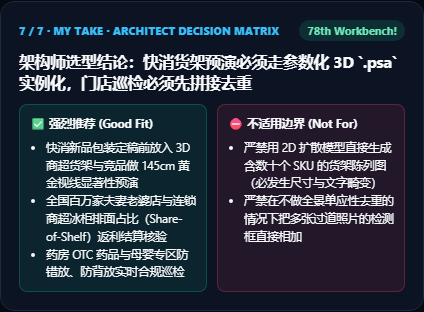 7 / 7 · MY TAKE · ARCHITECT DECISION MATRIX
78th Workbench!
架构师选型结论：快消货架预演必须走参数化 3D `.psa`
实例化，门店巡检必须先拼接去重
✅ 强烈推荐 (Good Fit)
• 快消新品包装定稿前放入 3D
商超货架与竞品做 145cm 黄
金视线显著性预演
• 全国百万家夫妻老婆店与连锁
商超冰柜排面占比（Share-
of-Shelf）返利结算核验
• 药房 OTC 药品与母婴专区防
错放、防背放实时合规巡检
⛔ 不适用边界 (Not For)
• 严禁用 2D 扩散模型直接生成
含数十个 SKU 的货架陈列图
（必发生尺寸与文字畸变）
• 严禁在不做全景单应性去重的
情况下把多张过道照片的检测
框直接相加